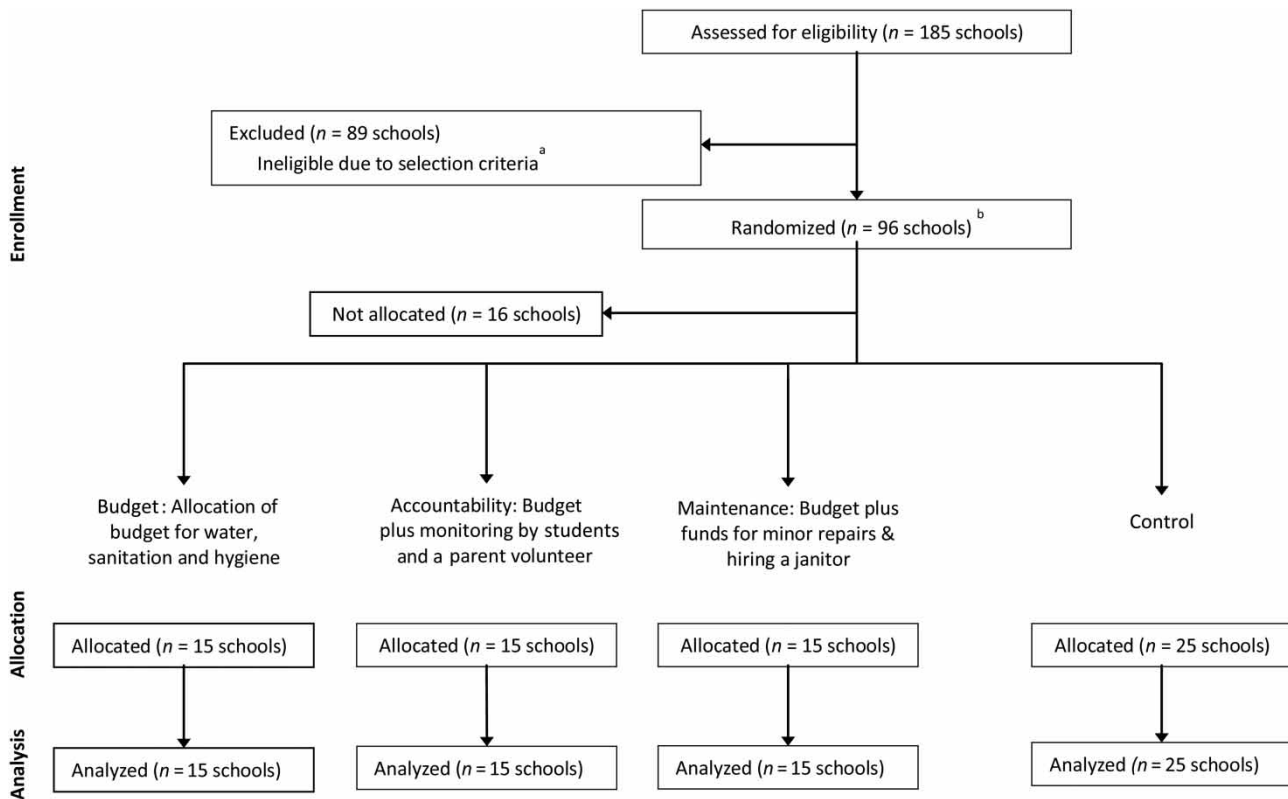 Assessed for eligibility (n = 185 schools)
Excluded (n = 89 schools)
Ineligible due to selection criteria a
Enrollment
Randomized (n = 96 schools) b
Not allocated (n = 16 schools)
Budget: Allocation of
budget for water,
sanitation and hygiene
Accountability: Budget
plus monitoring by students
and a parent volunteer
Maintenance: Budget plus
funds for minor repairs &
hiring a janitor
Control
Allocation
Allocated (n = 15 schools)
Allocated (n = 15 schools)
Allocated (n = 15 schools)
Allocated (n = 25 schools)
Analysis
Analyzed (n = 15 schools)
Analyzed (n = 15 schools)
Analyzed (n = 15 schools)
Analyzed (n = 25 schools)